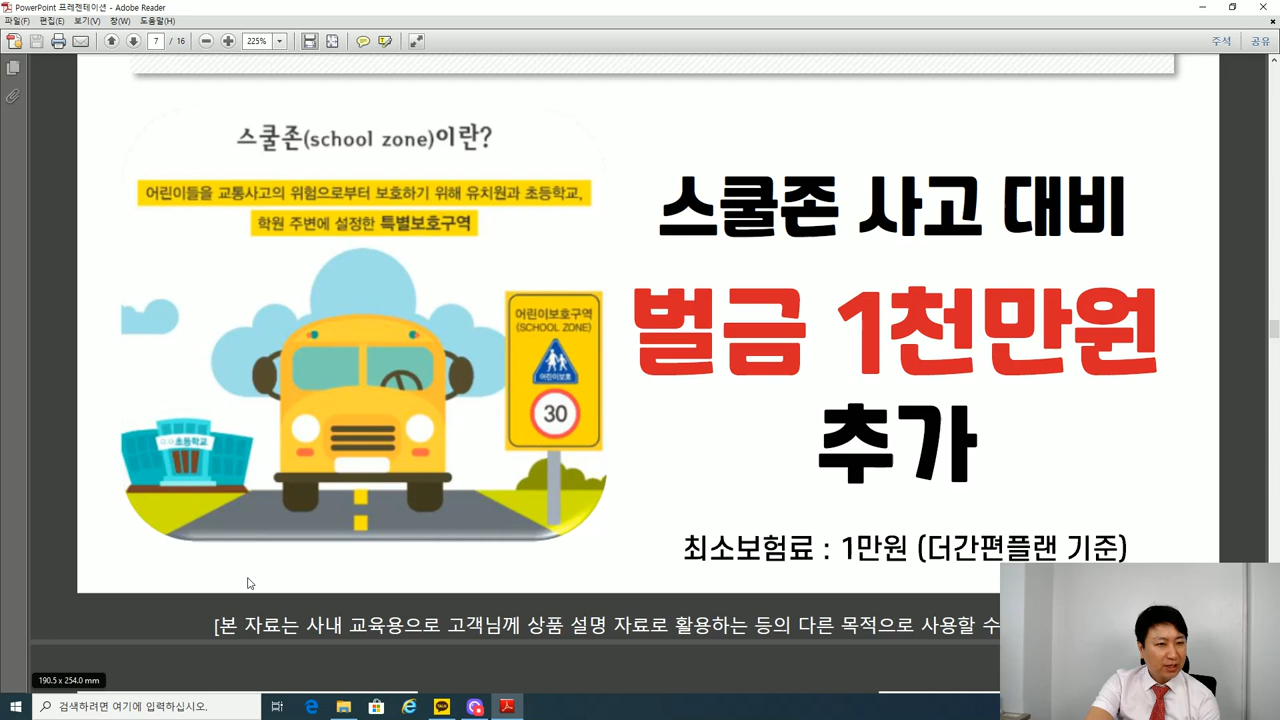 PowerPoint 프레젠테이션 - Adobe Reader
파일(F) 편집(E) 보기(V) 창(W) 도움말(H)
7 / 16 225% 주석 공유
스쿨존(school zone)이란?
어린이들을 교통사고의 위험으로부터 보호하기 위해 유치원과 초등학교,
학원 주변에 설정한 특별보호구역
어린이보호구역
(SCHOOL ZONE)
어린이보호
30
초등학교
스쿨존 사고 대비
벌금 1천만원
추가
최소보험료 : 1만원 (더간편플랜 기준)
[본 자료는 사내 교육용으로 고객님께 상품 설명 자료로 활용하는 등의 다른 목적으로 사용할 수
190.5 x 254.0 mm
검색하려면 여기에 입력하십시오.
TALK